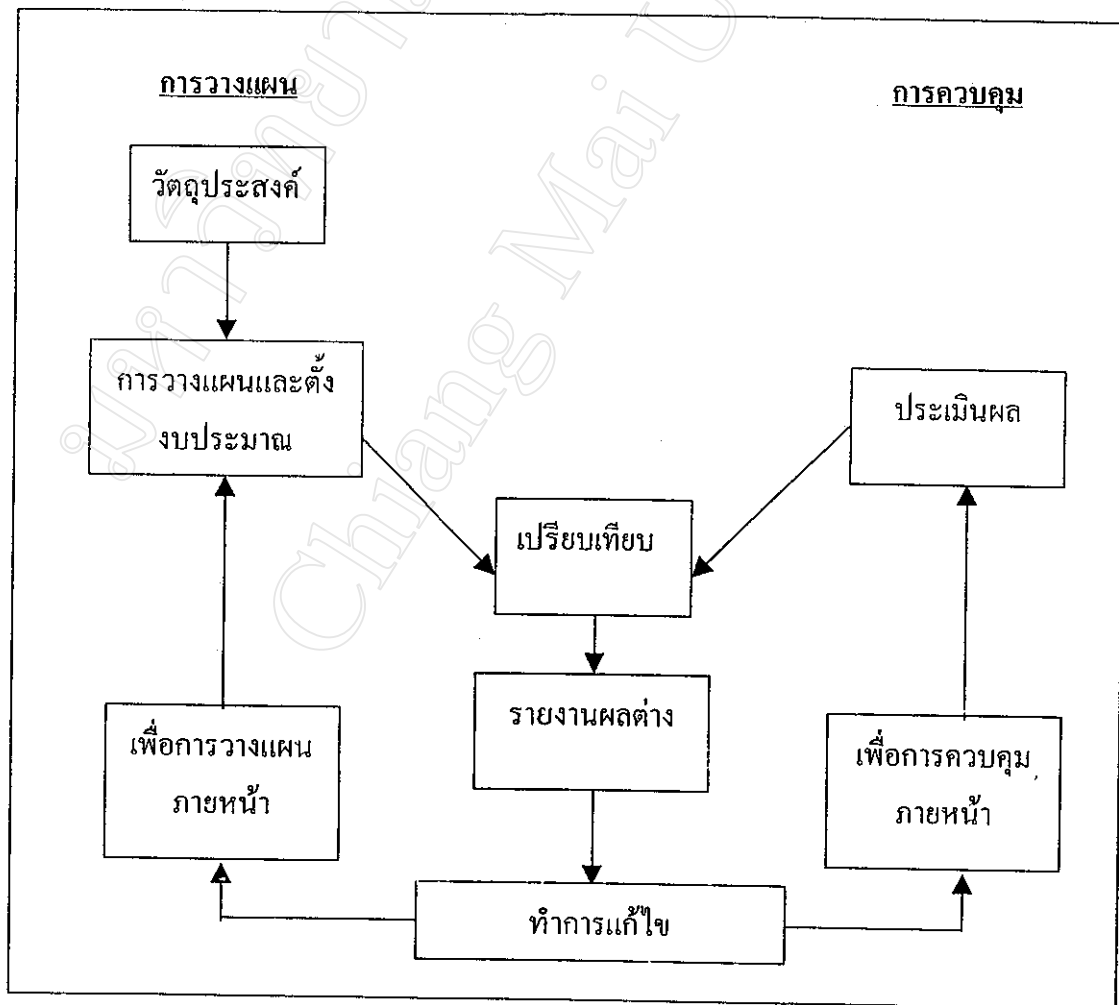 การวางแผน
การควบคุม
วัตถุประสงค์
การวางแผนและตั้ง
งบประมาณ
ประเมินผล
เปรียบเทียบ
รายงานผลต่าง
เพื่อการวางแผน
ภายหน้า
เพื่อการควบคุม
ภายหน้า
ทำการแก้ไข
Chiang Mai U